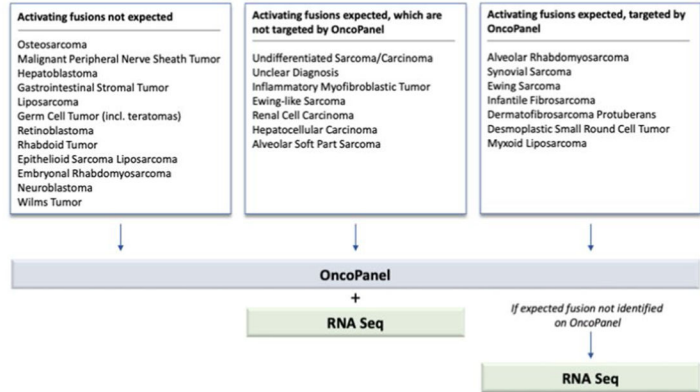 Activating fusions not expected
Osteosarcoma
Malignant Peripheral Nerve Sheath Tumor
Hepatoblastoma
Gastrointestinal Stromal Tumor
Liposarcoma
Germ Cell Tumor (incl. teratomas)
Retinoblastoma
Rhabdoid Tumor
Epithelioid Sarcoma Liposarcoma
Embryonal Rhabdomyosarcoma
Neuroblastoma
Wilms Tumor
Activating fusions expected, which are
not targeted by OncoPanel
Undifferentiated Sarcoma/Carcinoma
Unclear Diagnosis
Inflammatory Myofibroblastic Tumor
Ewing-like Sarcoma
Renal Cell Carcinoma
Hepatocellular Carcinoma
Alveolar Soft Part Sarcoma
Activating fusions expected, targeted by
OncoPanel
Alveolar Rhabdomyosarcoma
Synovial Sarcoma
Ewing Sarcoma
Infantile Fibrosarcoma
Dermatofibrosarcoma Protuberans
Desmoplastic Small Round Cell Tumor
Myxoid Liposarcoma
OncoPanel
+
RNA Seq
If expected fusion not identified
on OncoPanel
RNA Seq